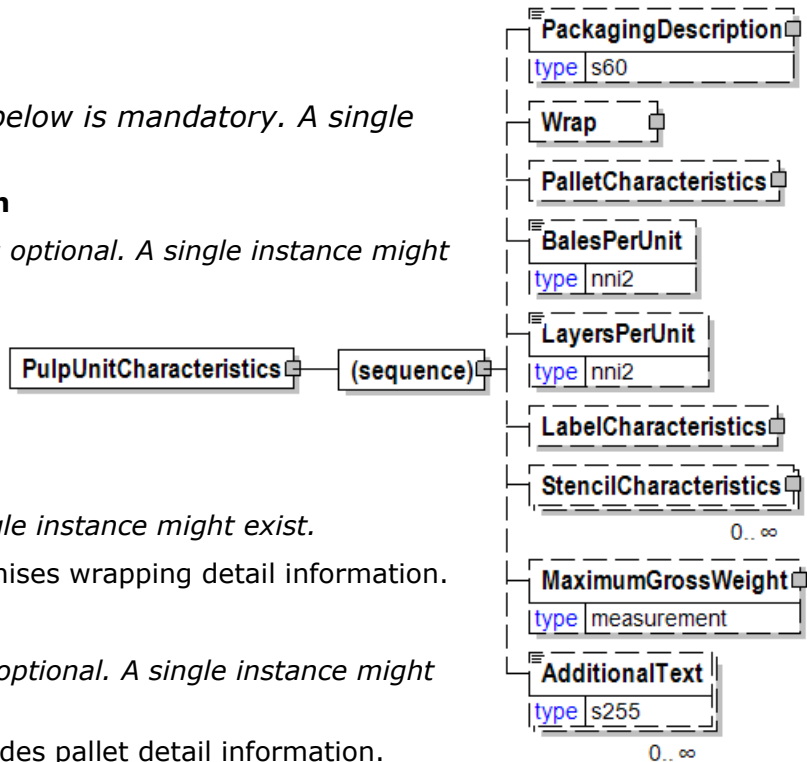 below is mandatory. A single
optional. A single instance might
gle instance might exist.
nises wrapping detail information.
optional. A single instance might
des pallet detail information.
PulpUnitCharacteristics
(sequence)
PackagingDescription
type s60
Wrap
PalletCharacteristics
BalesPerUnit
type nni2
LayersPerUnit
type nni2
LabelCharacteristics
StencilCharacteristics
0.. ∞
MaximumGrossWeight
type measurement
AdditionalText
type s255
0.. ∞